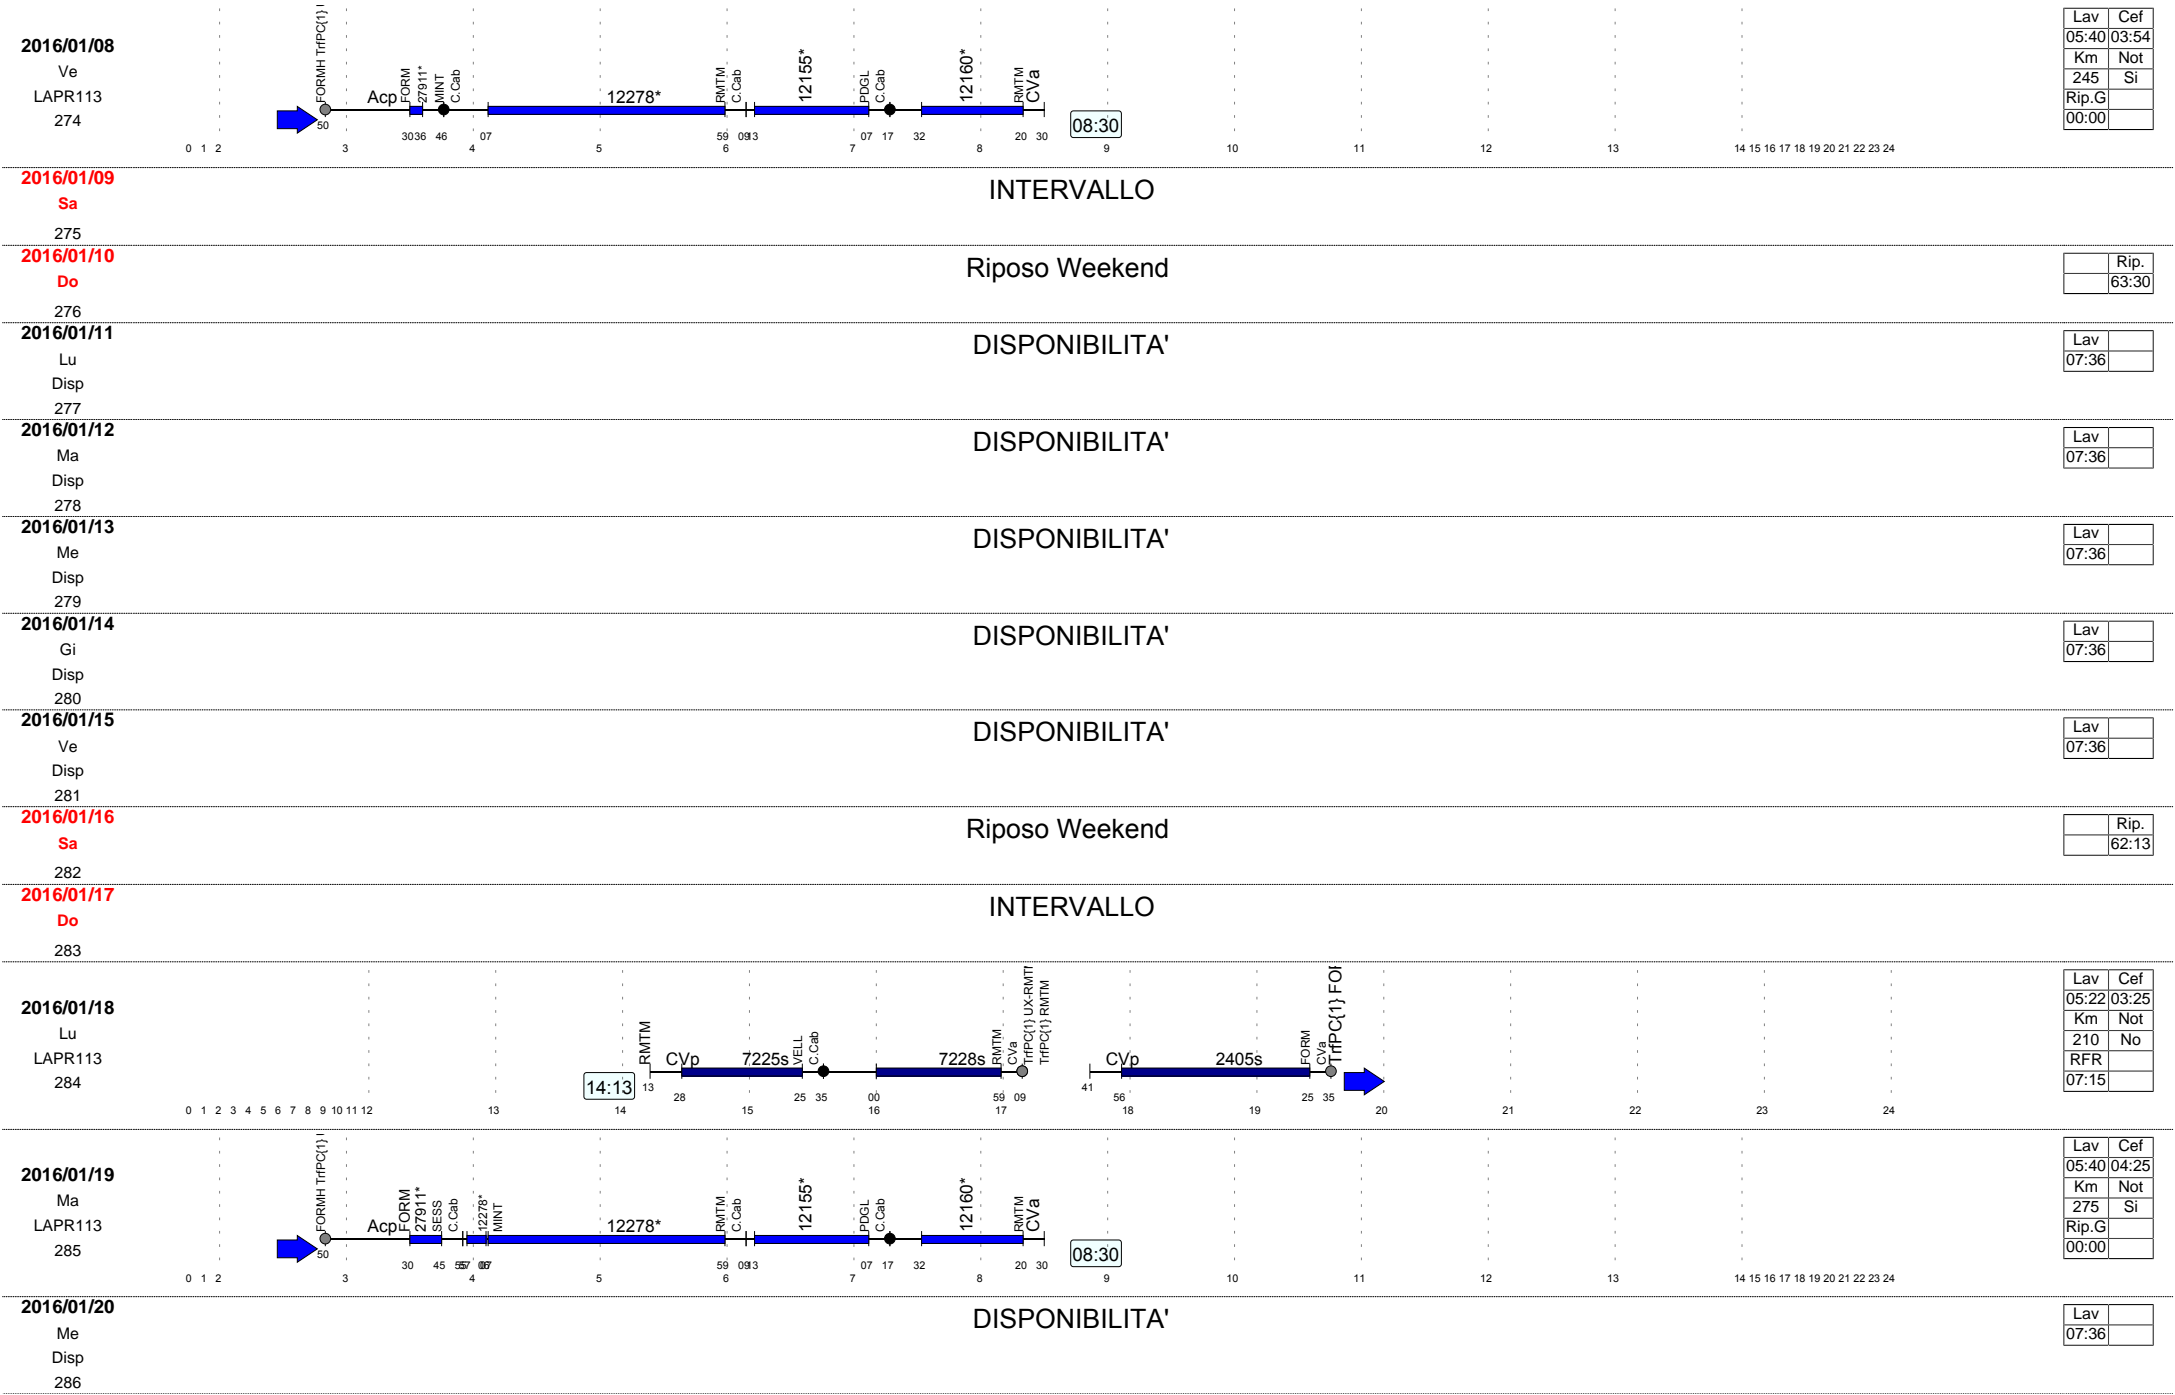 2016/01/08
Ve
LAPR113
274
FORMH TrfPC{1}
Acp
FORM
27911*
MINT
C.Cab
12278*
RMTM
C.Cab
12155*
PDGL
C.Cab
12160*
RMTM
CVa
50 30 36 46 07 59 09 13 07 17 32 20 30
08:30
0 1 2 3 4 5 6 7 8 9 10 11 12 13 14 15 16 17 18 19 20 21 22 23 24
Lav Cef
05:40 03:54
Km Not
245 Si
Rip.G
00:00
2016/01/09
Sa
275
INTERVALLO
2016/01/10
Do
276
Riposo Weekend
Rip.
63:30
2016/01/11
Lu
Disp
277
DISPONIBILITA'
Lav
07:36
2016/01/12
Ma
Disp
278
DISPONIBILITA'
Lav
07:36
2016/01/13
Me
Disp
279
DISPONIBILITA'
Lav
07:36
2016/01/14
Gi
Disp
280
DISPONIBILITA'
Lav
07:36
2016/01/15
Ve
Disp
281
DISPONIBILITA'
Lav
07:36
2016/01/16
Sa
282
Riposo Weekend
Rip.
62:13
2016/01/17
Do
283
INTERVALLO
2016/01/18
Lu
LAPR113
284
14:13
RMTM
CVp
7225s
VELL
C.Cab
7228s
RMTM
CVa
TrfPC{1} UX-RMT
TrfPC{1} RMTM
CVp
2405s
FORM
CVa
TrfPC{1} FO
13 28 25 35 00 59 09 41 56 25 35
0 1 2 3 4 5 6 7 8 9 10 11 12 13 14 15 16 17 18 19 20 21 22 23 24
Lav Cef
05:22 03:25
Km Not
210 No
RFR
07:15
2016/01/19
Ma
LAPR113
285
FORMH TrfPC{1}
Acp
FORM
27911*
SESS
C.Cab
12278*
MINT
12278*
RMTM
C.Cab
12155*
PDGL
C.Cab
12160*
RMTM
CVa
50 30 45 55 57 06 07 59 09 13 07 17 32 20 30
08:30
0 1 2 3 4 5 6 7 8 9 10 11 12 13 14 15 16 17 18 19 20 21 22 23 24
Lav Cef
05:40 04:25
Km Not
275 Si
Rip.G
00:00
2016/01/20
Me
Disp
286
DISPONIBILITA'
Lav
07:36